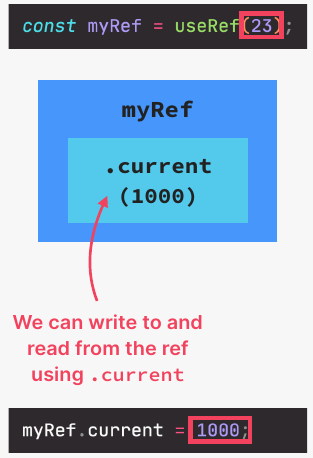 const myRef = useRef(23);
myRef
.current
(1000)
We can write to and
read from the ref
using .current
myRef.current = 1000;